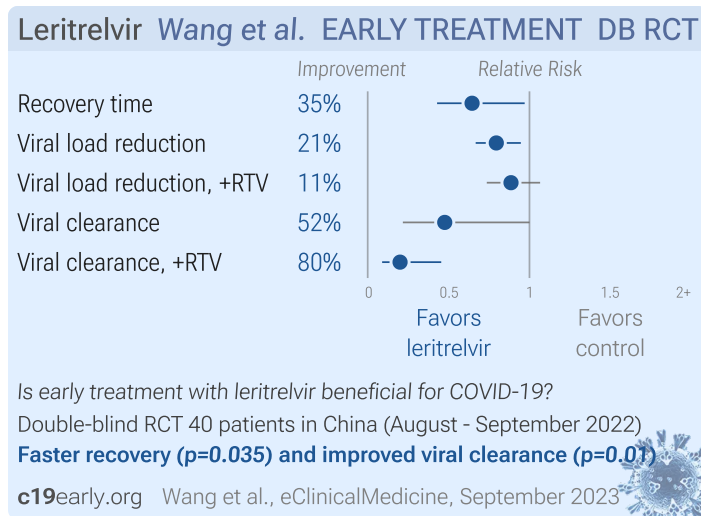 Leritrelvir Wang et al. EARLY TREATMENT DB RCT
Improvement Relative Risk
Recovery time 35%
Viral load reduction 21%
Viral load reduction, +RTV 11%
Viral clearance 52%
Viral clearance, +RTV 80%
0 0.5 1 1.5 2+
Favors leritrelvir
Favors control
Is early treatment with leritrelvir beneficial for COVID-19?
Double-blind RCT 40 patients in China (August - September 2022)
Faster recovery (p=0.035) and improved viral clearance (p=0.01)
c19early.org Wang et al., eClinicalMedicine, September 2023